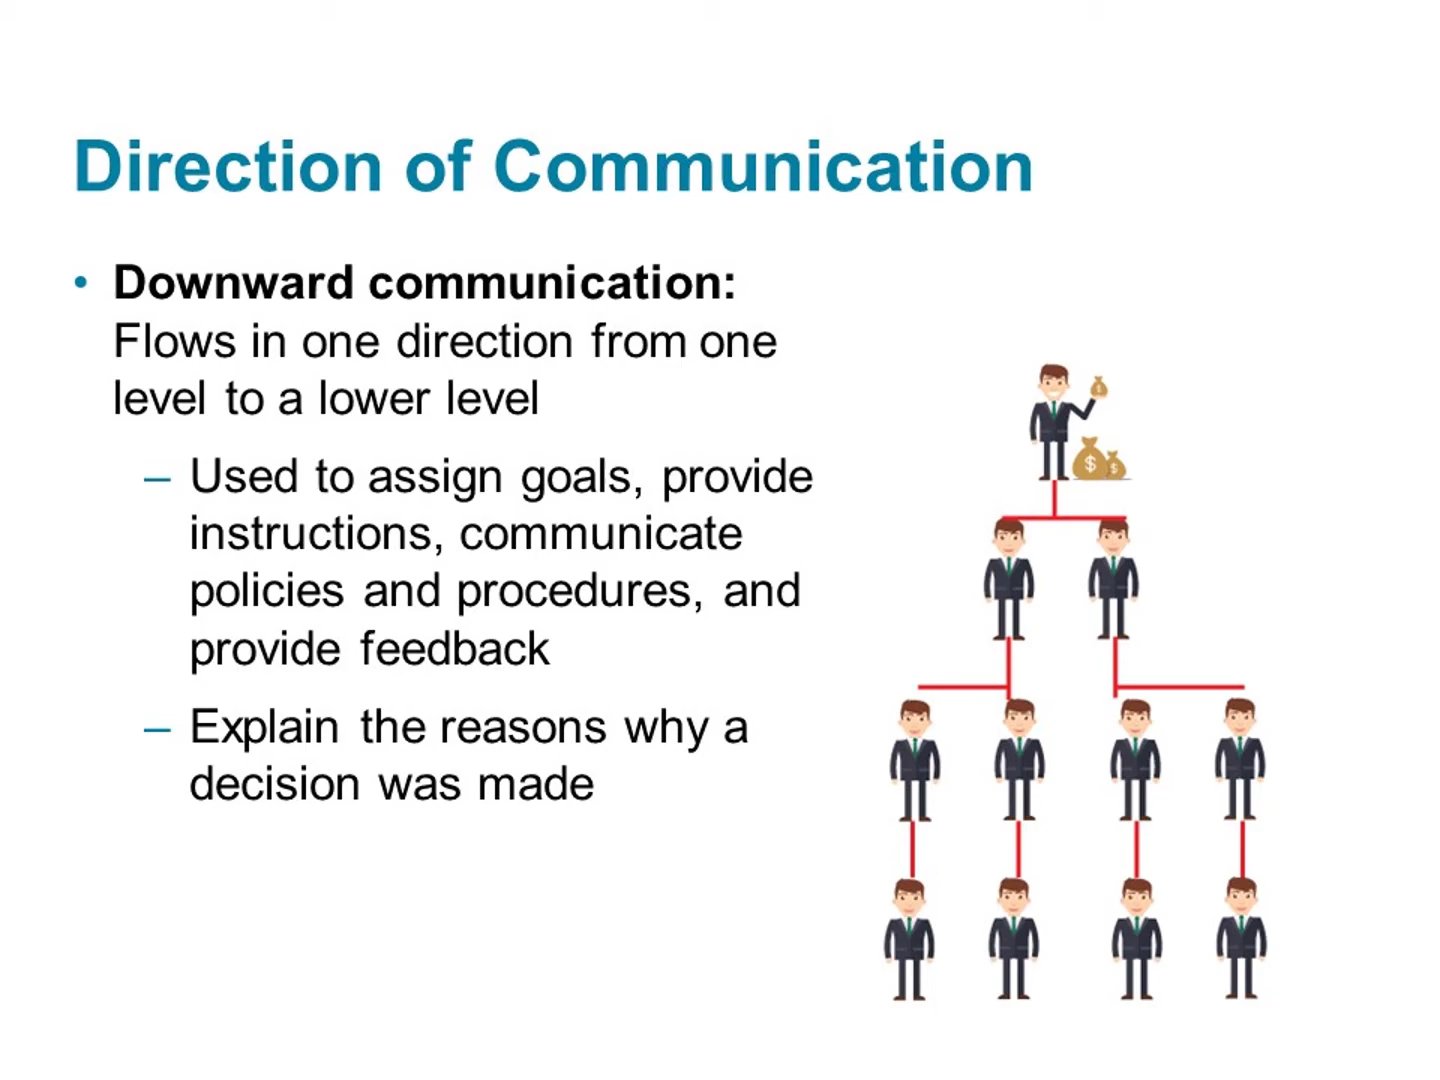 Direction of Communication
• Downward communication:
Flows in one direction from one
level to a lower level
– Used to assign goals, provide
instructions, communicate
policies and procedures, and
provide feedback
– Explain the reasons why a
decision was made
$
$ $